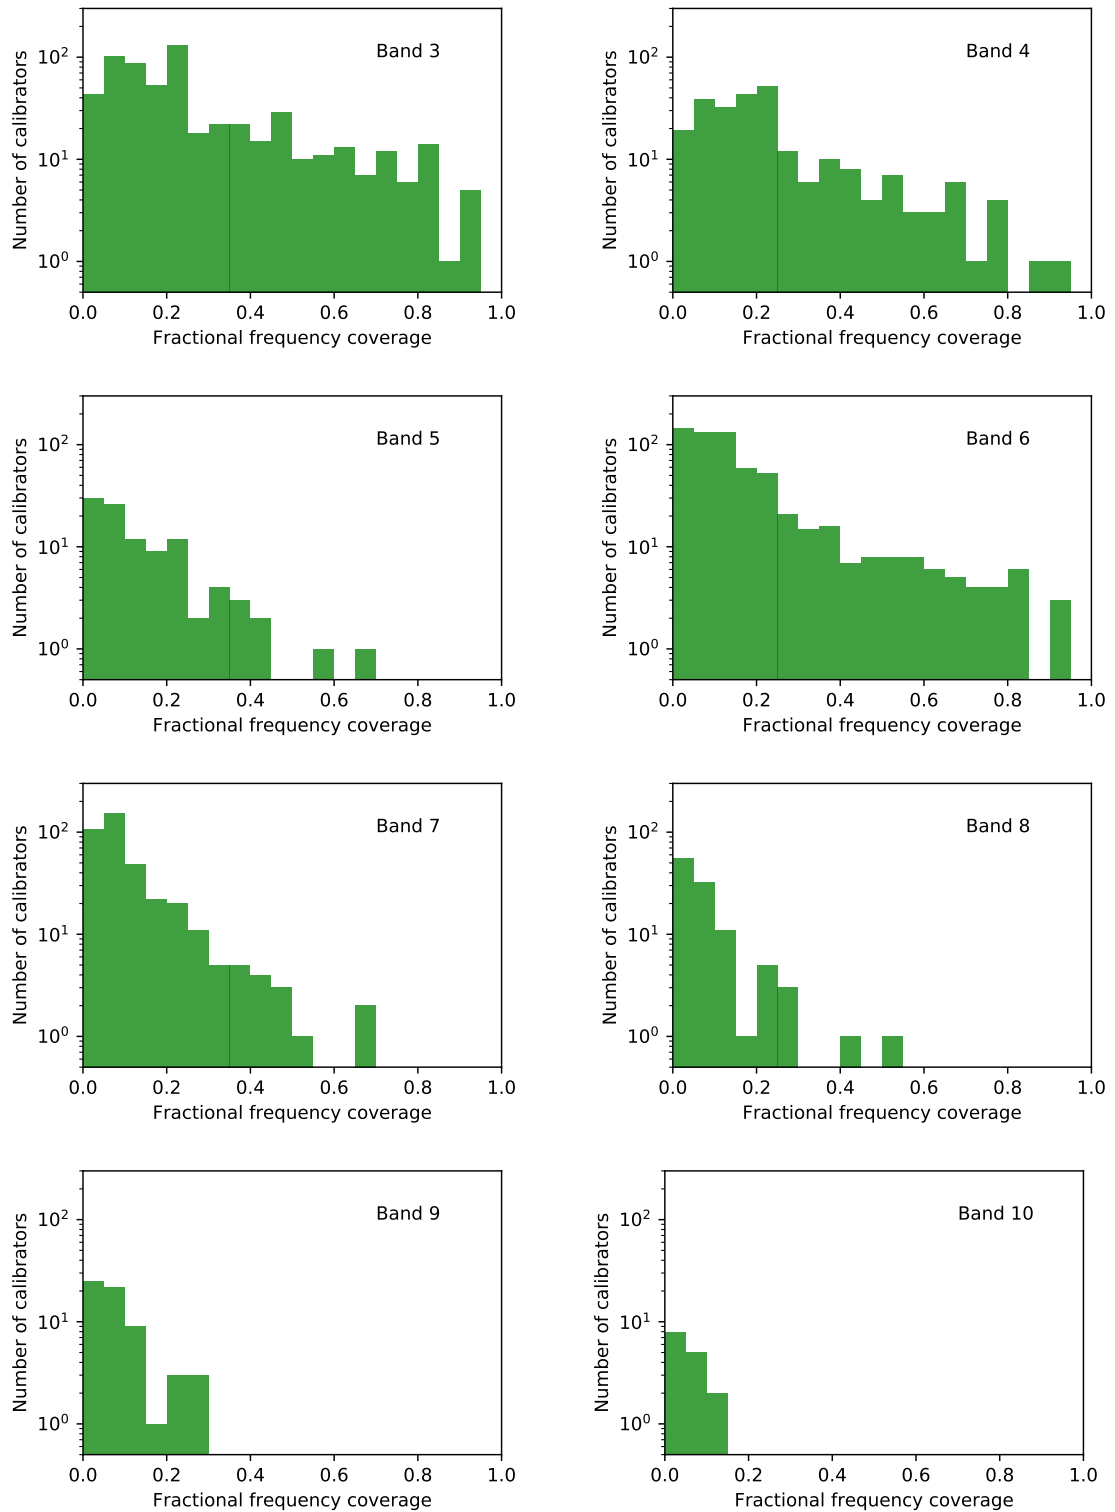 Number of calibrators
10²
10¹
10⁰
Band 3
0.0 0.2 0.4 0.6 0.8 1.0
Fractional frequency coverage
Number of calibrators
10²
10¹
10⁰
Band 4
0.0 0.2 0.4 0.6 0.8 1.0
Fractional frequency coverage
Number of calibrators
10²
10¹
10⁰
Band 5
0.0 0.2 0.4 0.6 0.8 1.0
Fractional frequency coverage
Number of calibrators
10²
10¹
10⁰
Band 6
0.0 0.2 0.4 0.6 0.8 1.0
Fractional frequency coverage
Number of calibrators
10²
10¹
10⁰
Band 7
0.0 0.2 0.4 0.6 0.8 1.0
Fractional frequency coverage
Number of calibrators
10²
10¹
10⁰
Band 8
0.0 0.2 0.4 0.6 0.8 1.0
Fractional frequency coverage
Number of calibrators
10²
10¹
10⁰
Band 9
0.0 0.2 0.4 0.6 0.8 1.0
Fractional frequency coverage
Number of calibrators
10²
10¹
10⁰
Band 10
0.0 0.2 0.4 0.6 0.8 1.0
Fractional frequency coverage